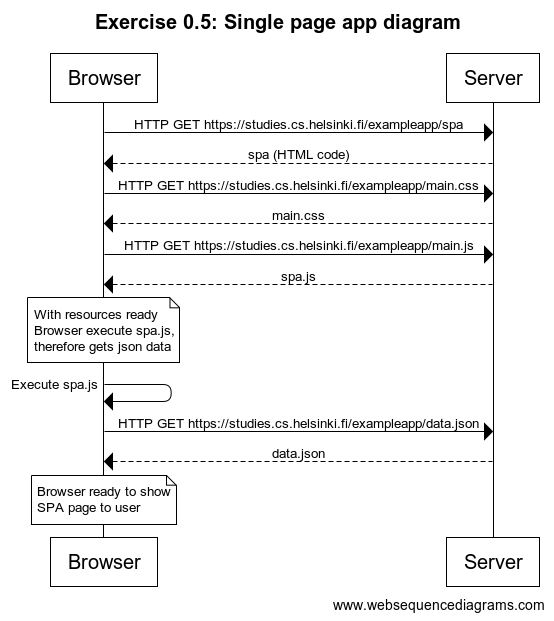 Exercise 0.5: Single page app diagram
Browser
Server
HTTP GET https://studies.cs.helsinki.fi/exampleapp/spa
spa (HTML code)
HTTP GET https://studies.cs.helsinki.fi/exampleapp/main.css
main.css
HTTP GET https://studies.cs.helsinki.fi/exampleapp/main.js
spa.js
With resources ready
Browser execute spa.js,
therefore gets json data
Execute spa.js
HTTP GET https://studies.cs.helsinki.fi/exampleapp/data.json
data.json
Browser ready to show
SPA page to user
Browser
Server
www.websequencediagrams.com